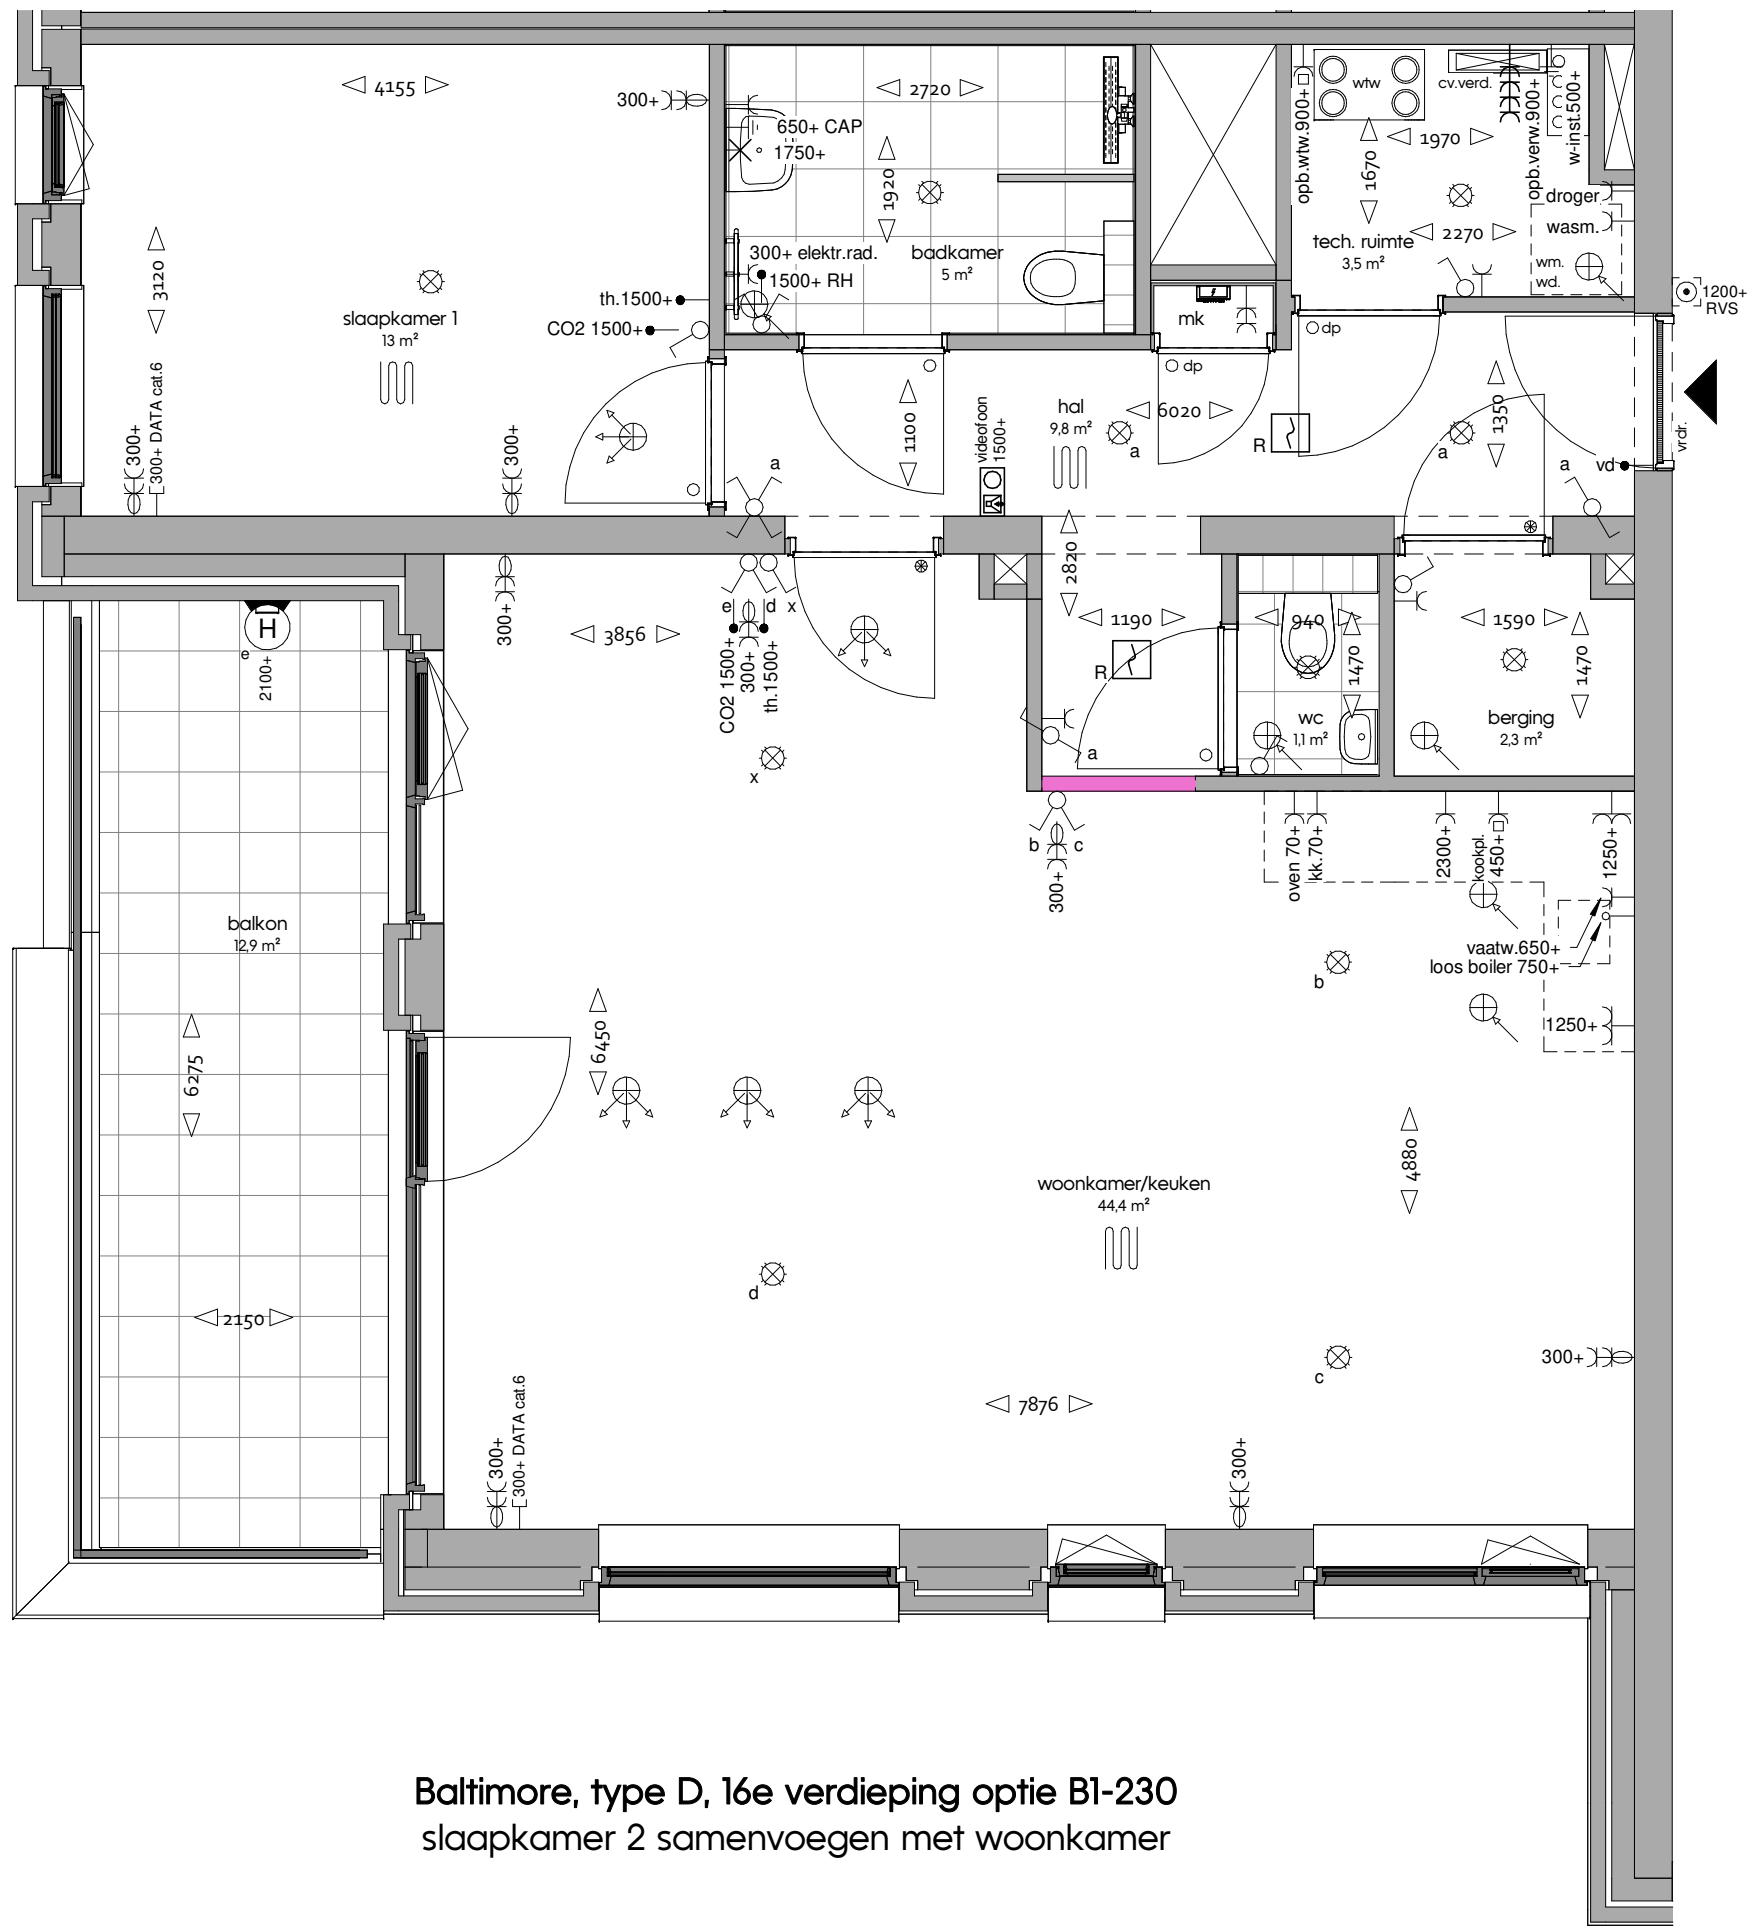 4155
300+
2720
650+ CAP
1750+
1920
opb.wtw.900+
wtw
cv.verd.
1670
1970
opb.verw.900+
w-inst.500+
droger
wasm.
2270
tech. ruimte
3,5 m²
wm.
wd.
1200+
RVS
3120
slaapkamer 1
13 m²
300+ elektr.rad.
1500+ RH
badkamer
5 m²
th.1500+
CO2 1500+
mk
dp
dp
300+
300+ DATA cat.6
300+
a
1100
videofoon
1500+
hal
9,8 m²
a
6020
R
a
1350
a
vd
vrdr.
300+
3856
e
d
x
CO2 1500+
300+
th.1500+
2820
1190
R
a
940
1470
wc
1,1 m²
1590
1470
berging
2,3 m²
H
e
2100+
x
b
c
300+
oven 70+
kk.70+
2300+
kookpl.
450+
1250+
balkon
12,9 m²
vaatw.650+
loos boiler 750+
b
1250+
6275
6450
4880
woonkamer/keuken
44,4 m²
d
2150
c
300+
7876
300+
300+ DATA cat.6
300+
Baltimore, type D, 16e verdieping optie B1-230
slaapkamer 2 samenvoegen met woonkamer